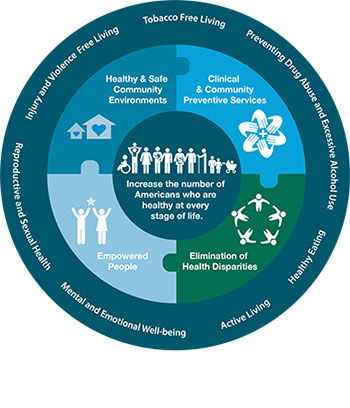 Tobacco Free Living
Preventing Drug Abuse and Excessive Alcohol Use
Healthy Eating
Active Living
Mental and Emotional Well-being
Reproductive and Sexual Health
Injury and Violence Free Living
Healthy & Safe
Community
Environments
Clinical
& Community
Preventive Services
Increase the number of
Americans who are
healthy at every
stage of life.
Empowered
People
Elimination of
Health Disparities